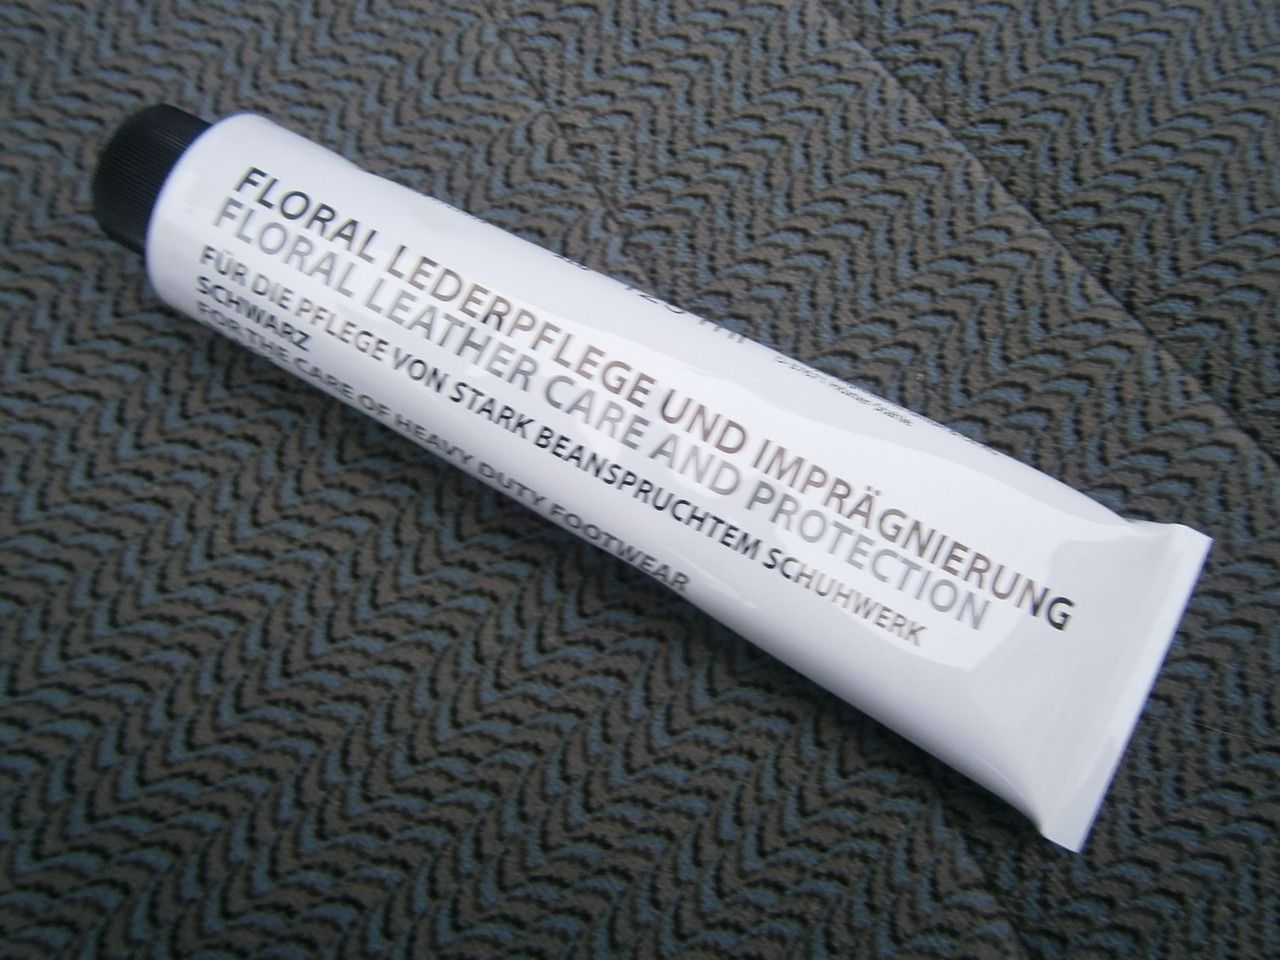 FLORAL LEDERPFLEGE UND IMPRÄGNIERUNG
FLORAL LEATHER CARE AND PROTECTION
FÜR DIE PFLEGE VON STARK BEANSPRUCHTEM SCHUHWERK
SCHWARZ
FOR THE CARE OF HEAVY DUTY FOOTWEAR
ml